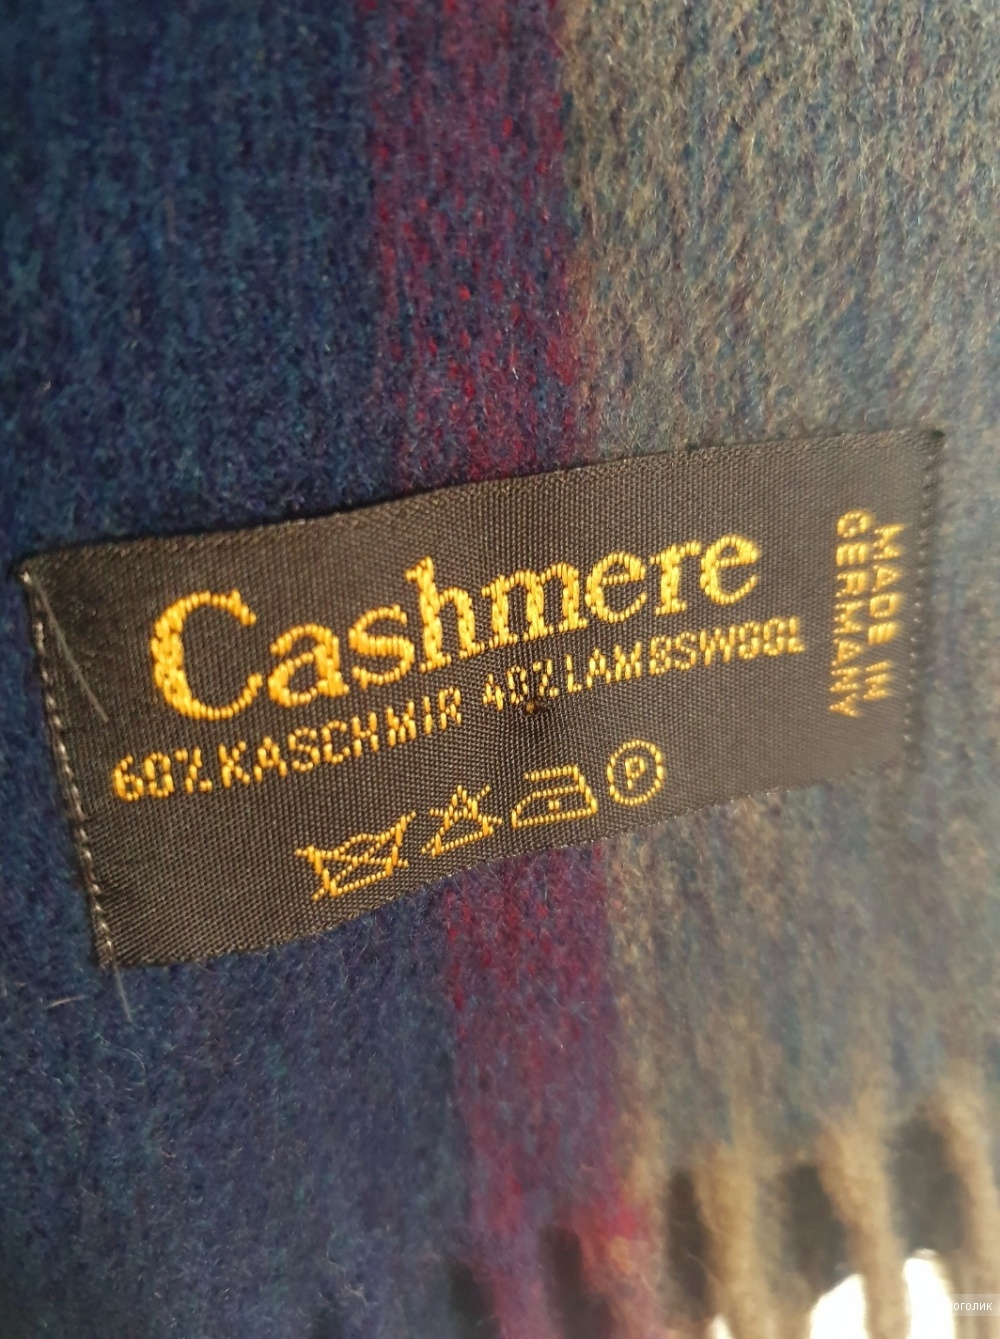 Cashmere
60% KASCHMIR 40% LAMBSWOOL
P
MADE IN
GERMANY